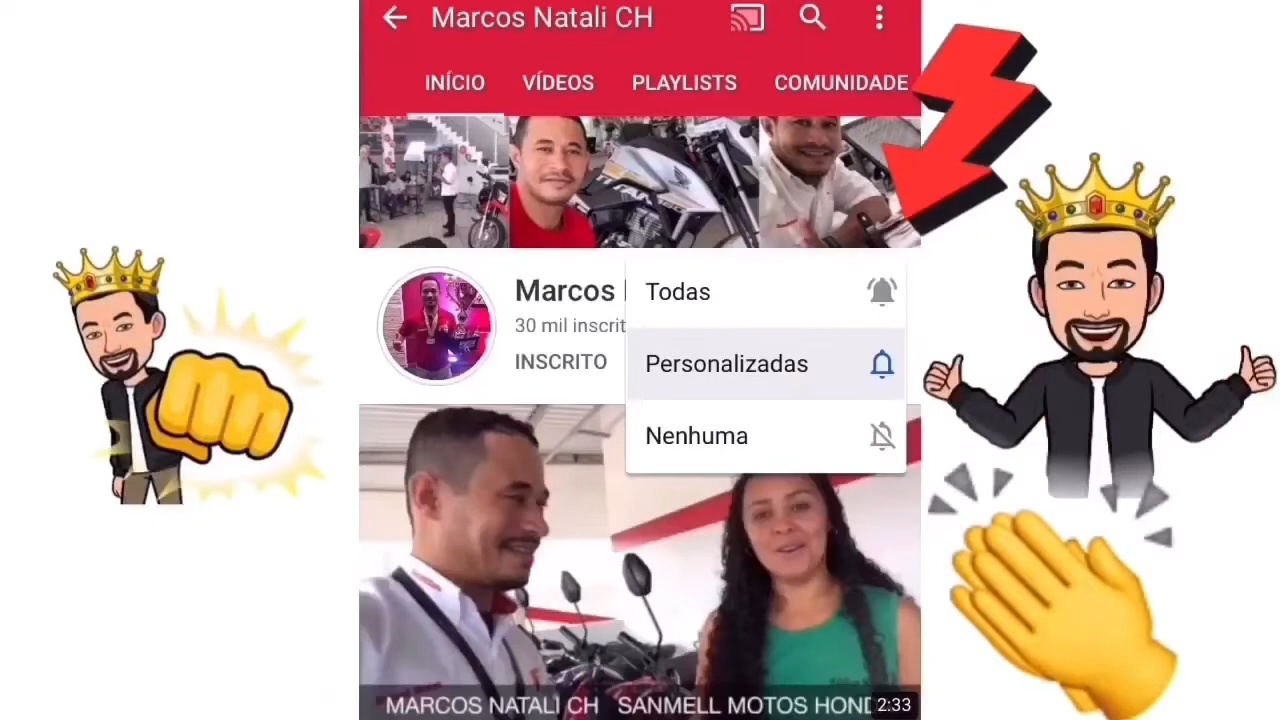 Marcos Natali CH
INÍCIO VÍDEOS PLAYLISTS COMUNIDADE
Marcos
Todas
30 mil inscrit
INSCRITO
Personalizadas
Nenhuma
MARCOS NATALI CH SANMELL MOTOS HOND
2:33